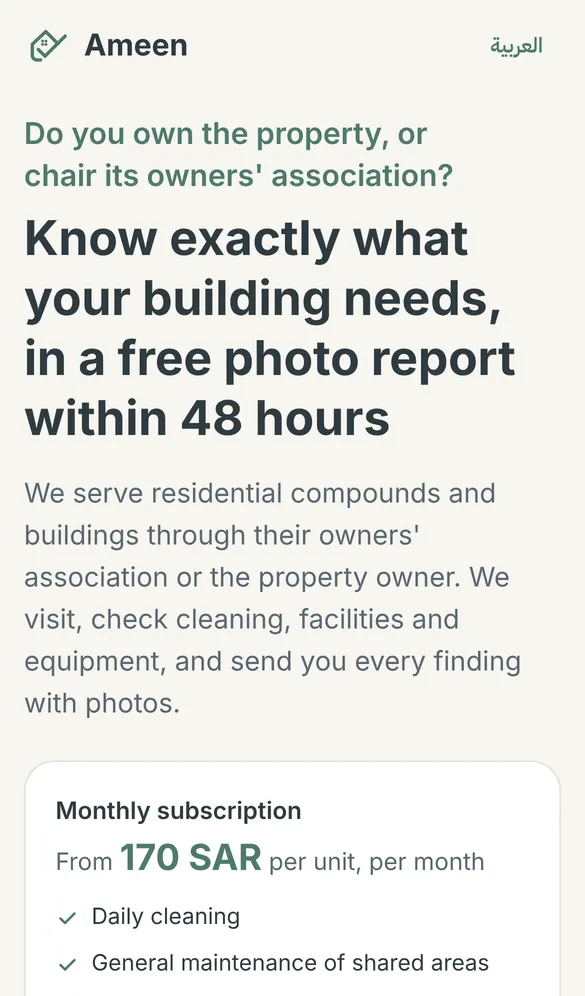 Ameen
العربية
Do you own the property, or
chair its owners' association?
Know exactly what
your building needs,
in a free photo report
within 48 hours
We serve residential compounds and
buildings through their owners'
association or the property owner. We
visit, check cleaning, facilities and
equipment, and send you every finding
with photos.
Monthly subscription
From 170 SAR per unit, per month
Daily cleaning
General maintenance of shared areas